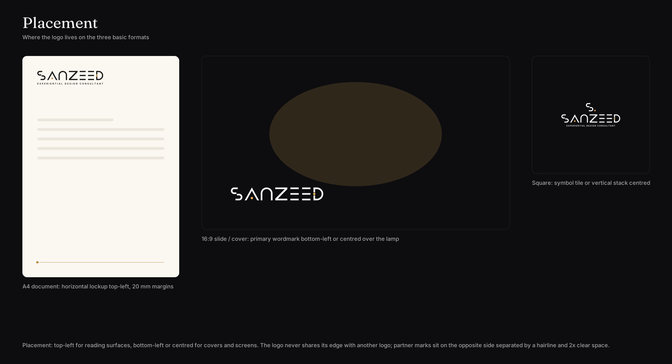 Placement
Where the logo lives on the three basic formats
SANZEED
EXPERIENTIAL DESIGN CONSULTANT
A4 document: horizontal lockup top-left, 20 mm margins
SANZEED
16:9 slide / cover: primary wordmark bottom-left or centred over the lamp
S.
SANZEED
EXPERIENTIAL DESIGN CONSULTANT
Square: symbol tile or vertical stack centred
Placement: top-left for reading surfaces, bottom-left or centred for covers and screens. The logo never shares its edge with another logo; partner marks sit on the opposite side separated by a hairline and 2x clear space.